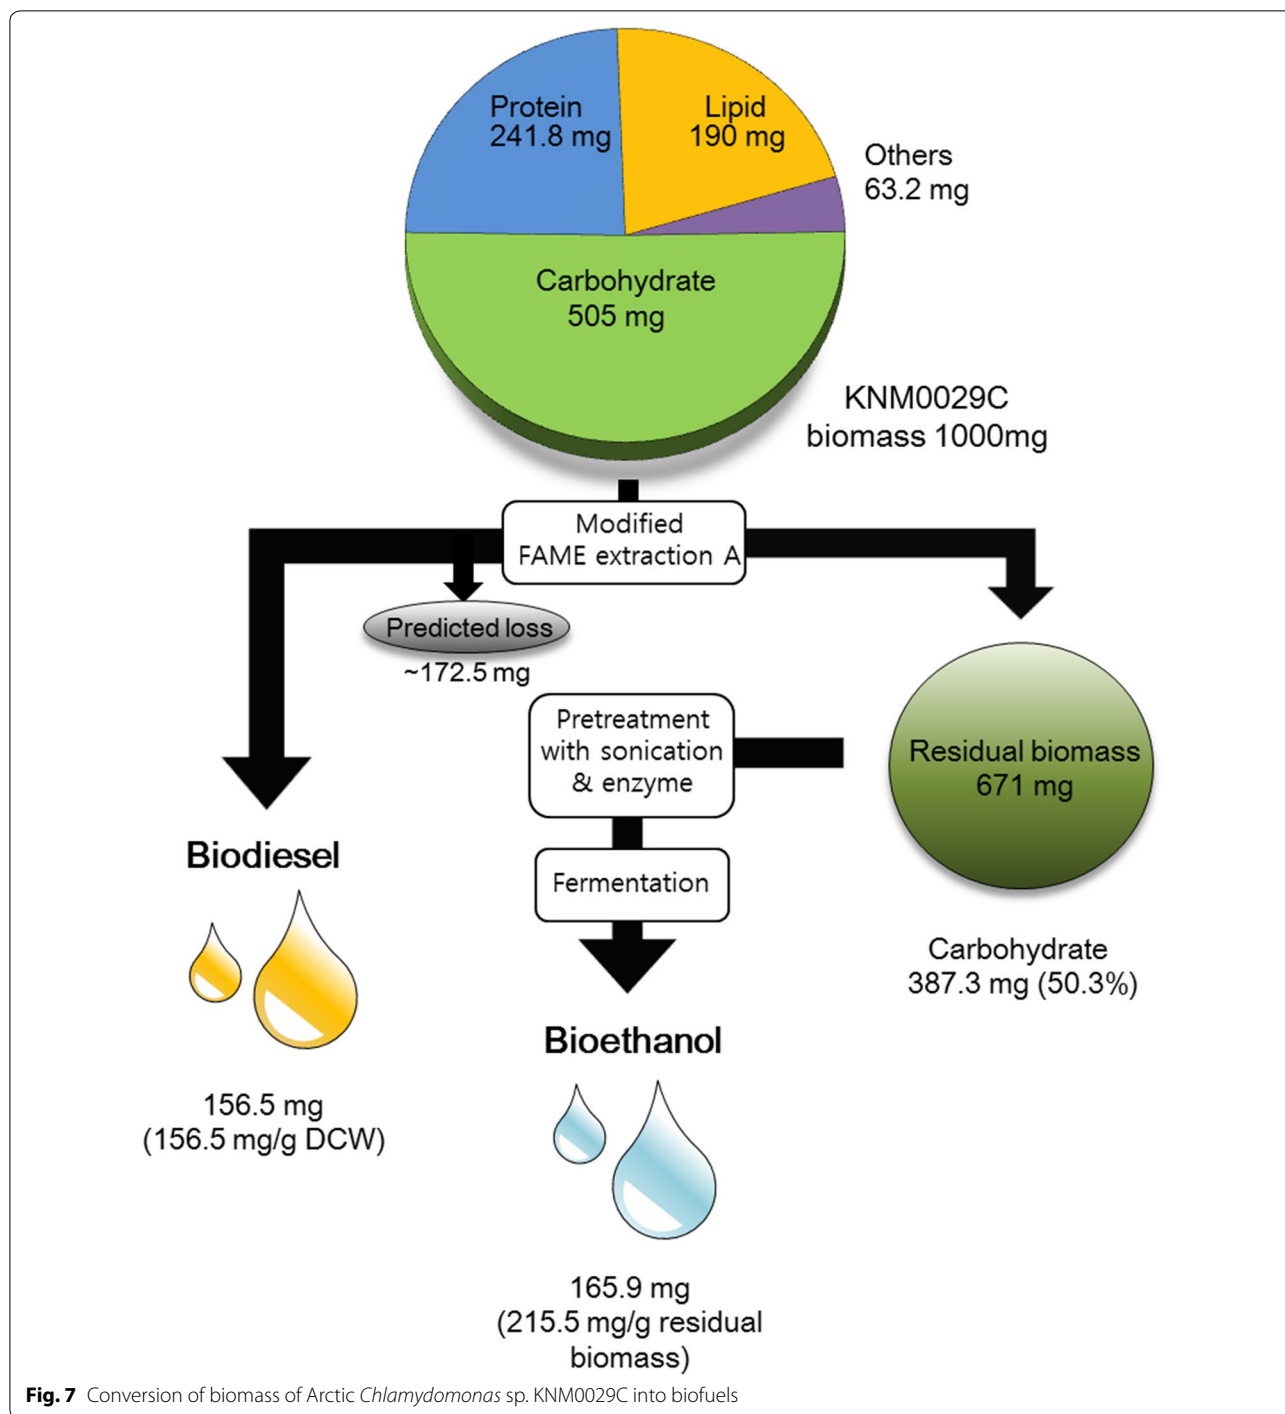 Protein
241.8 mg
Lipid
190 mg
Others
63.2 mg
Carbohydrate
505 mg
KNM0029C
biomass 1000mg
Modified
FAME extraction A
Predicted loss
~172.5 mg
Pretreatment
with sonication
& enzyme
Residual biomass
671 mg
Fermentation
Carbohydrate
387.3 mg (50.3%)
Biodiesel
156.5 mg
(156.5 mg/g DCW)
Bioethanol
165.9 mg
(215.5 mg/g residual
biomass)
Fig. 7 Conversion of biomass of Arctic Chlamydomonas sp. KNM0029C into biofuels